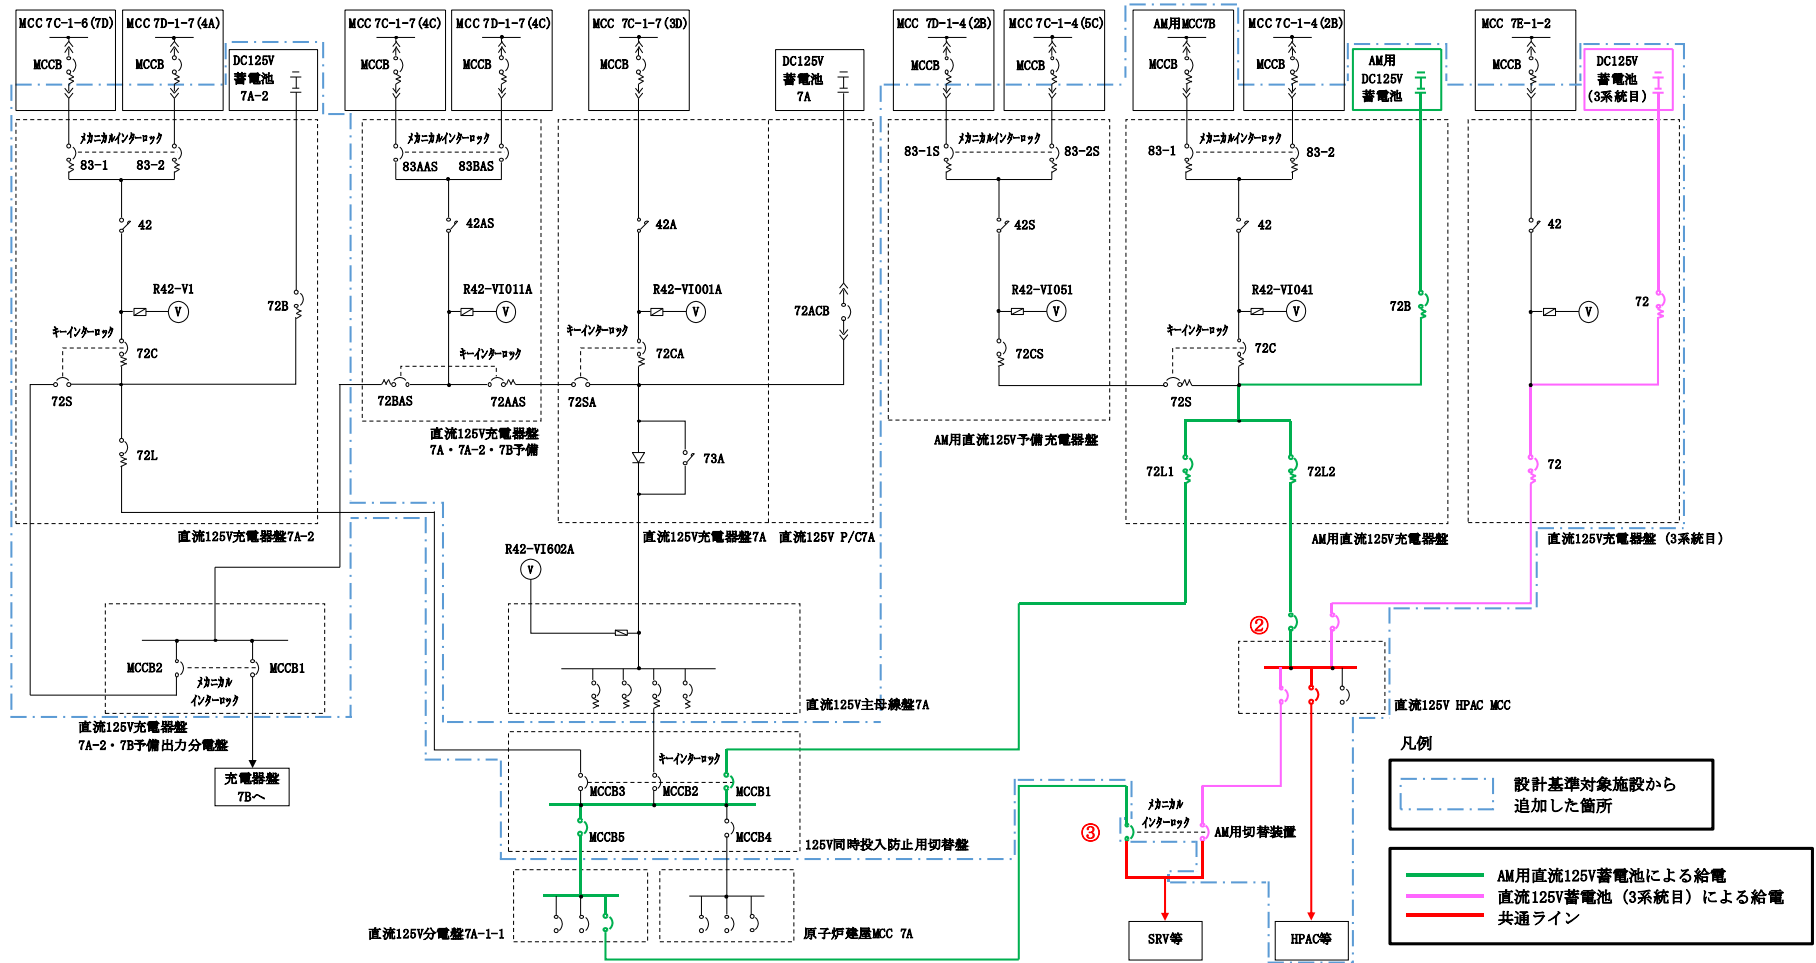 MCC 7C-1-6(7D)
MCC 7D-1-7(4A)
MCC 7C-1-7(4C)
MCC 7D-1-7(4C)
MCC 7C-1-7(3D)
MCC 7D-1-4(2B)
MCC 7C-1-4(5C)
AM用MCC7B
MCC 7C-1-4(2B)
MCC 7E-1-2
MCCB
MCCB
DC125V
蓄電池
7A-2
MCCB
MCCB
MCCB
DC125V
蓄電池
7A
MCCB
MCCB
MCCB
MCCB
AM用
DC125V
蓄電池
MCCB
DC125V
蓄電池
(3系統目)
メカニカルインターロック
83-1
83-2
メカニカルインターロック
83AAS
83BAS
メカニカルインターロック
83-1S
83-2S
メカニカルインターロック
83-1
83-2
42
42AS
42A
42S
42
42
R42-V1
V
72B
R42-VI011A
V
R42-VI001A
V
72ACB
R42-VI051
V
R42-VI041
V
72B
V
72
キーインターロック
72C
キーインターロック
キーインターロック
72CA
72CS
キーインターロック
72C
72S
72BAS
72AAS
72SA
72S
直流125V充電器盤
7A・7A-2・7B予備
AM用直流125V予備充電器盤
72L
73A
72L1
72L2
72
直流125V充電器盤7A-2
直流125V充電器盤7A
直流125V P/C7A
AM用直流125V充電器盤
直流125V充電器盤 (3系統目)
R42-VI602A
V
②
MCCB2
MCCB1
メカニカル
インターロック
直流125V主母線盤7A
直流125V HPAC MCC
直流125V充電器盤
7A-2・7B予備出力分電盤
充電器盤
7Bへ
キーインターロック
MCCB3
MCCB2
MCCB1
MCCB5
MCCB4
125V同時投入防止用切替盤
③
メカニカル
インターロック
AM用切替装置
直流125V分電盤7A-1-1
原子炉建屋MCC 7A
SRV等
HPAC等
凡例
設計基準対象施設から
追加した箇所
AM用直流125V蓄電池による給電
直流125V蓄電池（3系統目）による給電
共通ライン